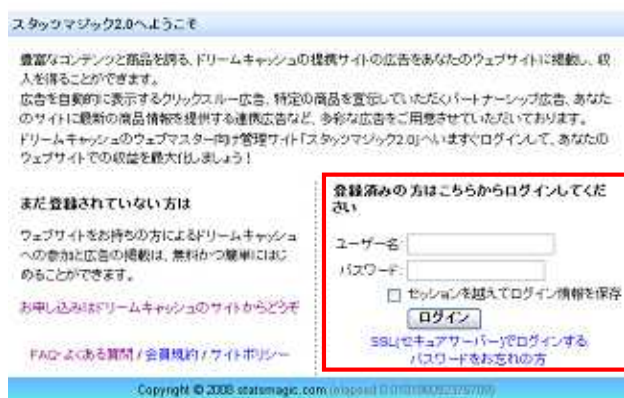 スタッツマジック2.0へようこそ
豊富なコンテンツと商品を誇る、ドリームキャッシュの提携サイトの広告をあなたのウェブサイトに掲載し、収
入を得ることができます。
広告を自動的に表示するクリックスルー広告、特定の商品を宣伝していただくパートナーシップ広告、あなた
のサイトに最新の商品情報を提供する連携広告など、多彩な広告をご用意させていただいております。
ドリームキャッシュのウェブマスター向け管理サイト「スタッツマジック2.0」へいますぐログインして、あなたの
ウェブサイトでの収益を最大化しましょう!
まだ登録されていない方は
ウェブサイトをお持ちの方によるドリームキャッシュ
への参加と広告の掲載は、無料かつ簡単にはじ
めることができます。
お申し込みはドリームキャッシュのサイトからどうぞ
FAQ-よくある質問 / 会員規約 / サイトポリシー
登録済みの方はこちらからログインしてくだ
さい
ユーザー名:
パスワード:
セッションを越えてログイン情報を保存
ログイン
SSL(セキュアサーバー)でログインする
パスワードをお忘れの方
Copyright © 2008 statsmagic.com